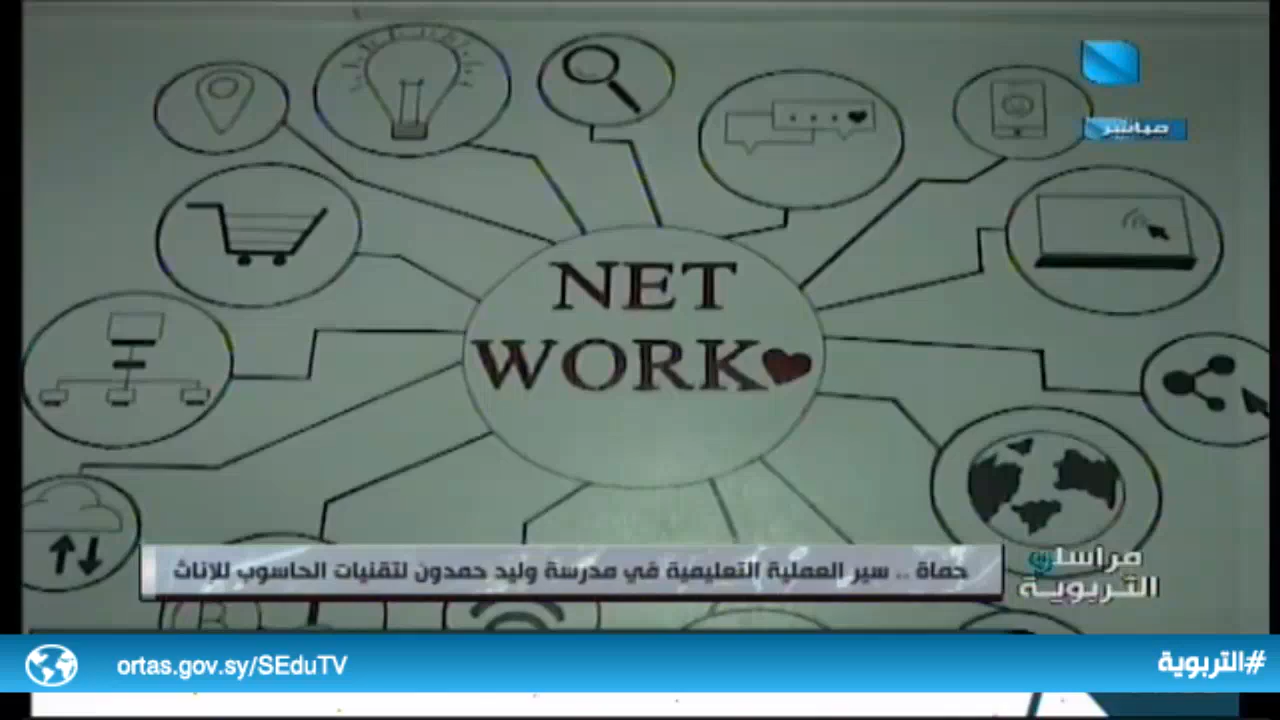 مباشر
NET
WORK
حماة .. سير العملية التعليمية في مدرسة وليد حمدون لتقنيات الحاسوب للإناث
مراسلو
التربوية
ortas.gov.sy/SEduTV
#التربوية